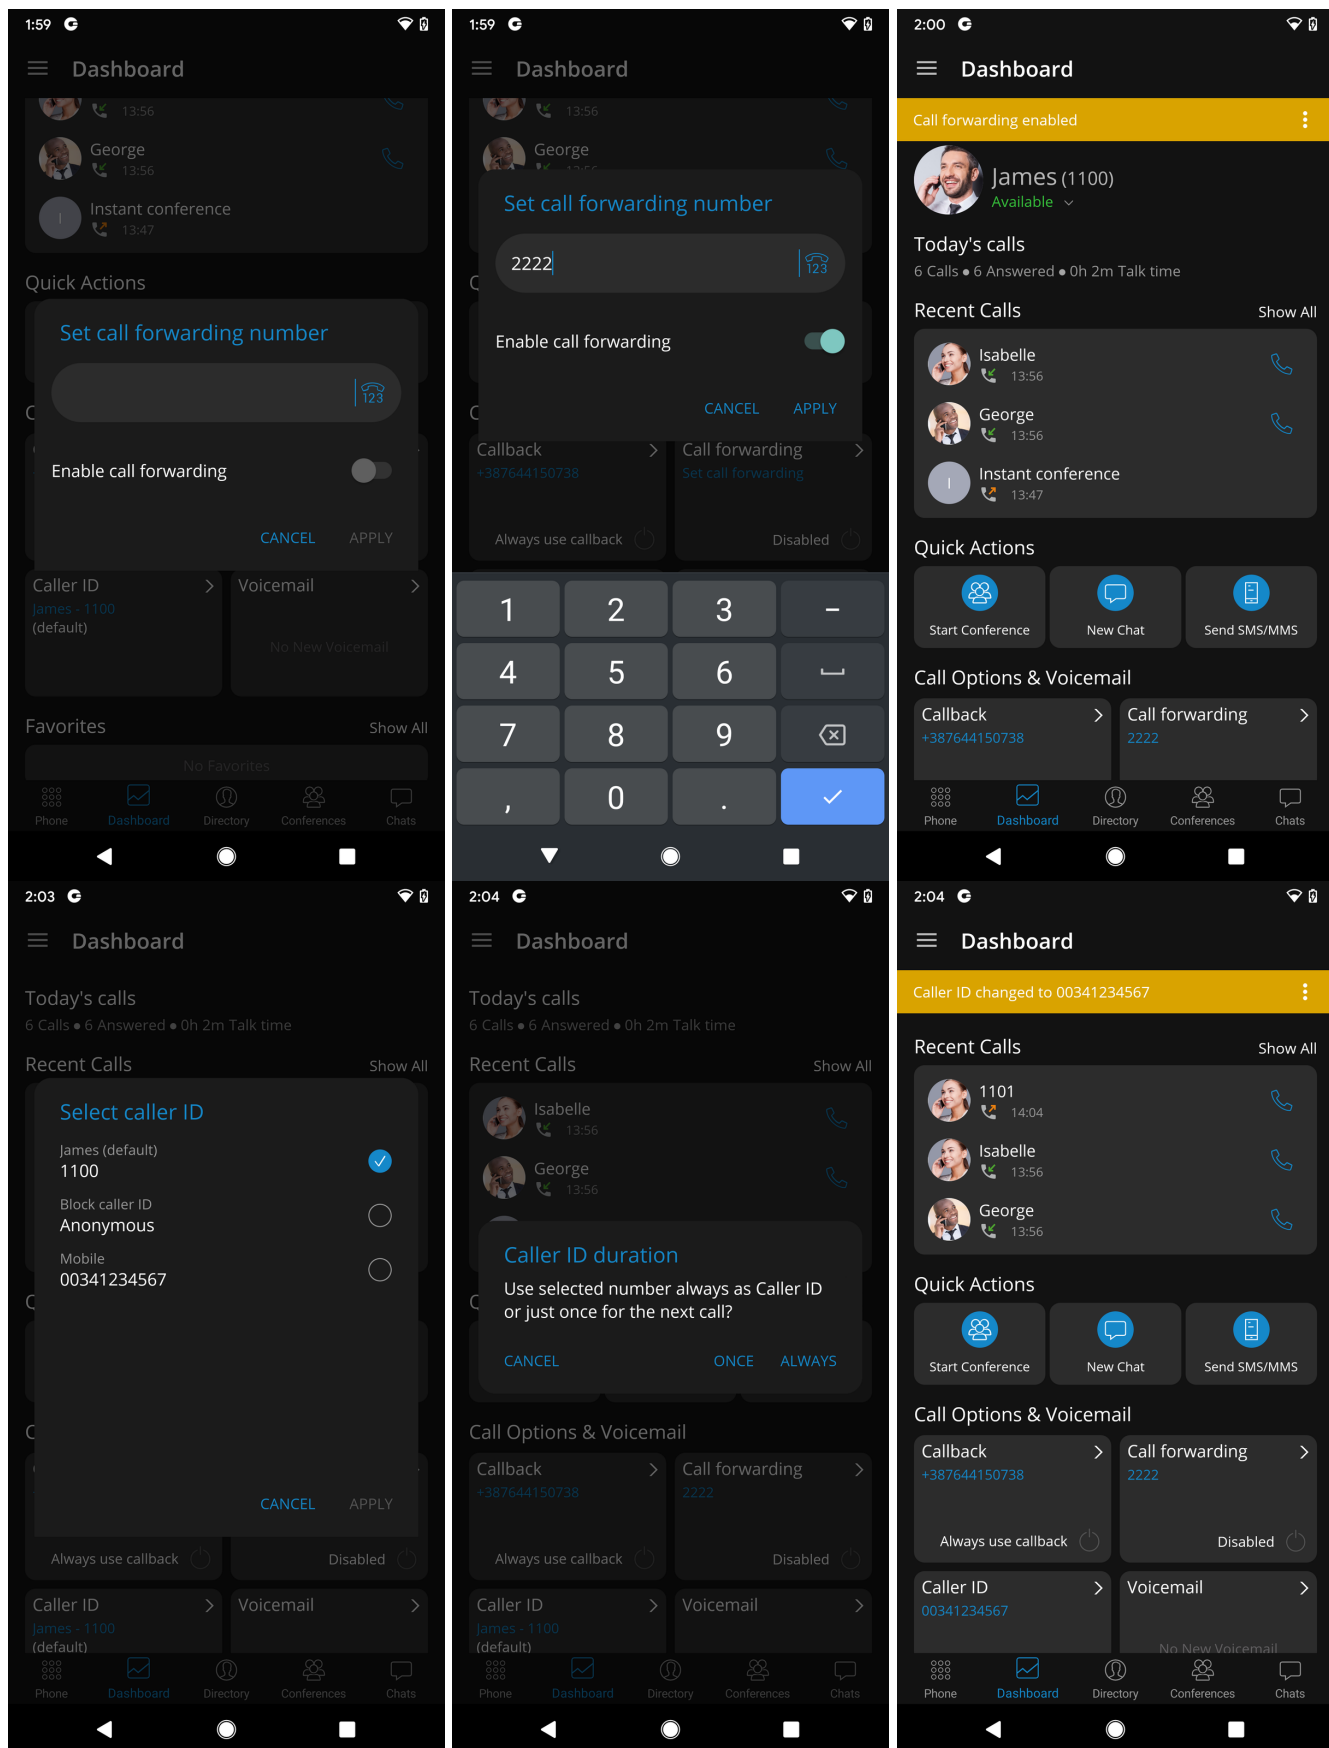 1:59
Dashboard
13:56
George
13:56
Instant conference
13:47
Quick Actions
Set call forwarding number
123
Enable call forwarding
CANCEL APPLY
Caller ID
James - 1100
(default)
Voicemail
No New Voicemail
Favorites Show All
No Favorites
Phone Dashboard Directory Conferences Chats
1:59
Dashboard
13:56
George
Set call forwarding number
2222
123
Enable call forwarding
CANCEL APPLY
Callback
+387644150738
Always use callback
Call forwarding
Set call forwarding
Disabled
1 2 3 -
4 5 6
7 8 9
, 0 .
2:00
Dashboard
Call forwarding enabled
James (1100)
Available
Today's calls
6 Calls ● 6 Answered ● 0h 2m Talk time
Recent Calls Show All
Isabelle
13:56
George
13:56
I
Instant conference
13:47
Quick Actions
Start Conference New Chat Send SMS/MMS
Call Options & Voicemail
Callback
+387644150738
Call forwarding
2222
Phone Dashboard Directory Conferences Chats
2:03
Dashboard
Today's calls
6 Calls ● 6 Answered ● 0h 2m Talk time
Recent Calls Show All
Select caller ID
James (default)
1100
Block caller ID
Anonymous
Mobile
00341234567
CANCEL APPLY
Always use callback
Disabled
Caller ID
James - 1100
(default)
Voicemail
Phone Dashboard Directory Conferences Chats
2:04
Dashboard
Today's calls
6 Calls ● 6 Answered ● 0h 2m Talk time
Recent Calls Show All
Isabelle
13:56
George
13:56
Caller ID duration
Use selected number always as Caller ID
or just once for the next call?
CANCEL ONCE ALWAYS
Call Options & Voicemail
Callback
+387644150738
Always use callback
Call forwarding
2222
Disabled
Caller ID
James - 1100
(default)
Voicemail
Phone Dashboard Directory Conferences Chats
2:04
Dashboard
Caller ID changed to 00341234567
Recent Calls Show All
1101
14:04
Isabelle
13:56
George
13:56
Quick Actions
Start Conference New Chat Send SMS/MMS
Call Options & Voicemail
Callback
+387644150738
Always use callback
Call forwarding
2222
Disabled
Caller ID
00341234567
Voicemail
No New Voicemail
Phone Dashboard Directory Conferences Chats